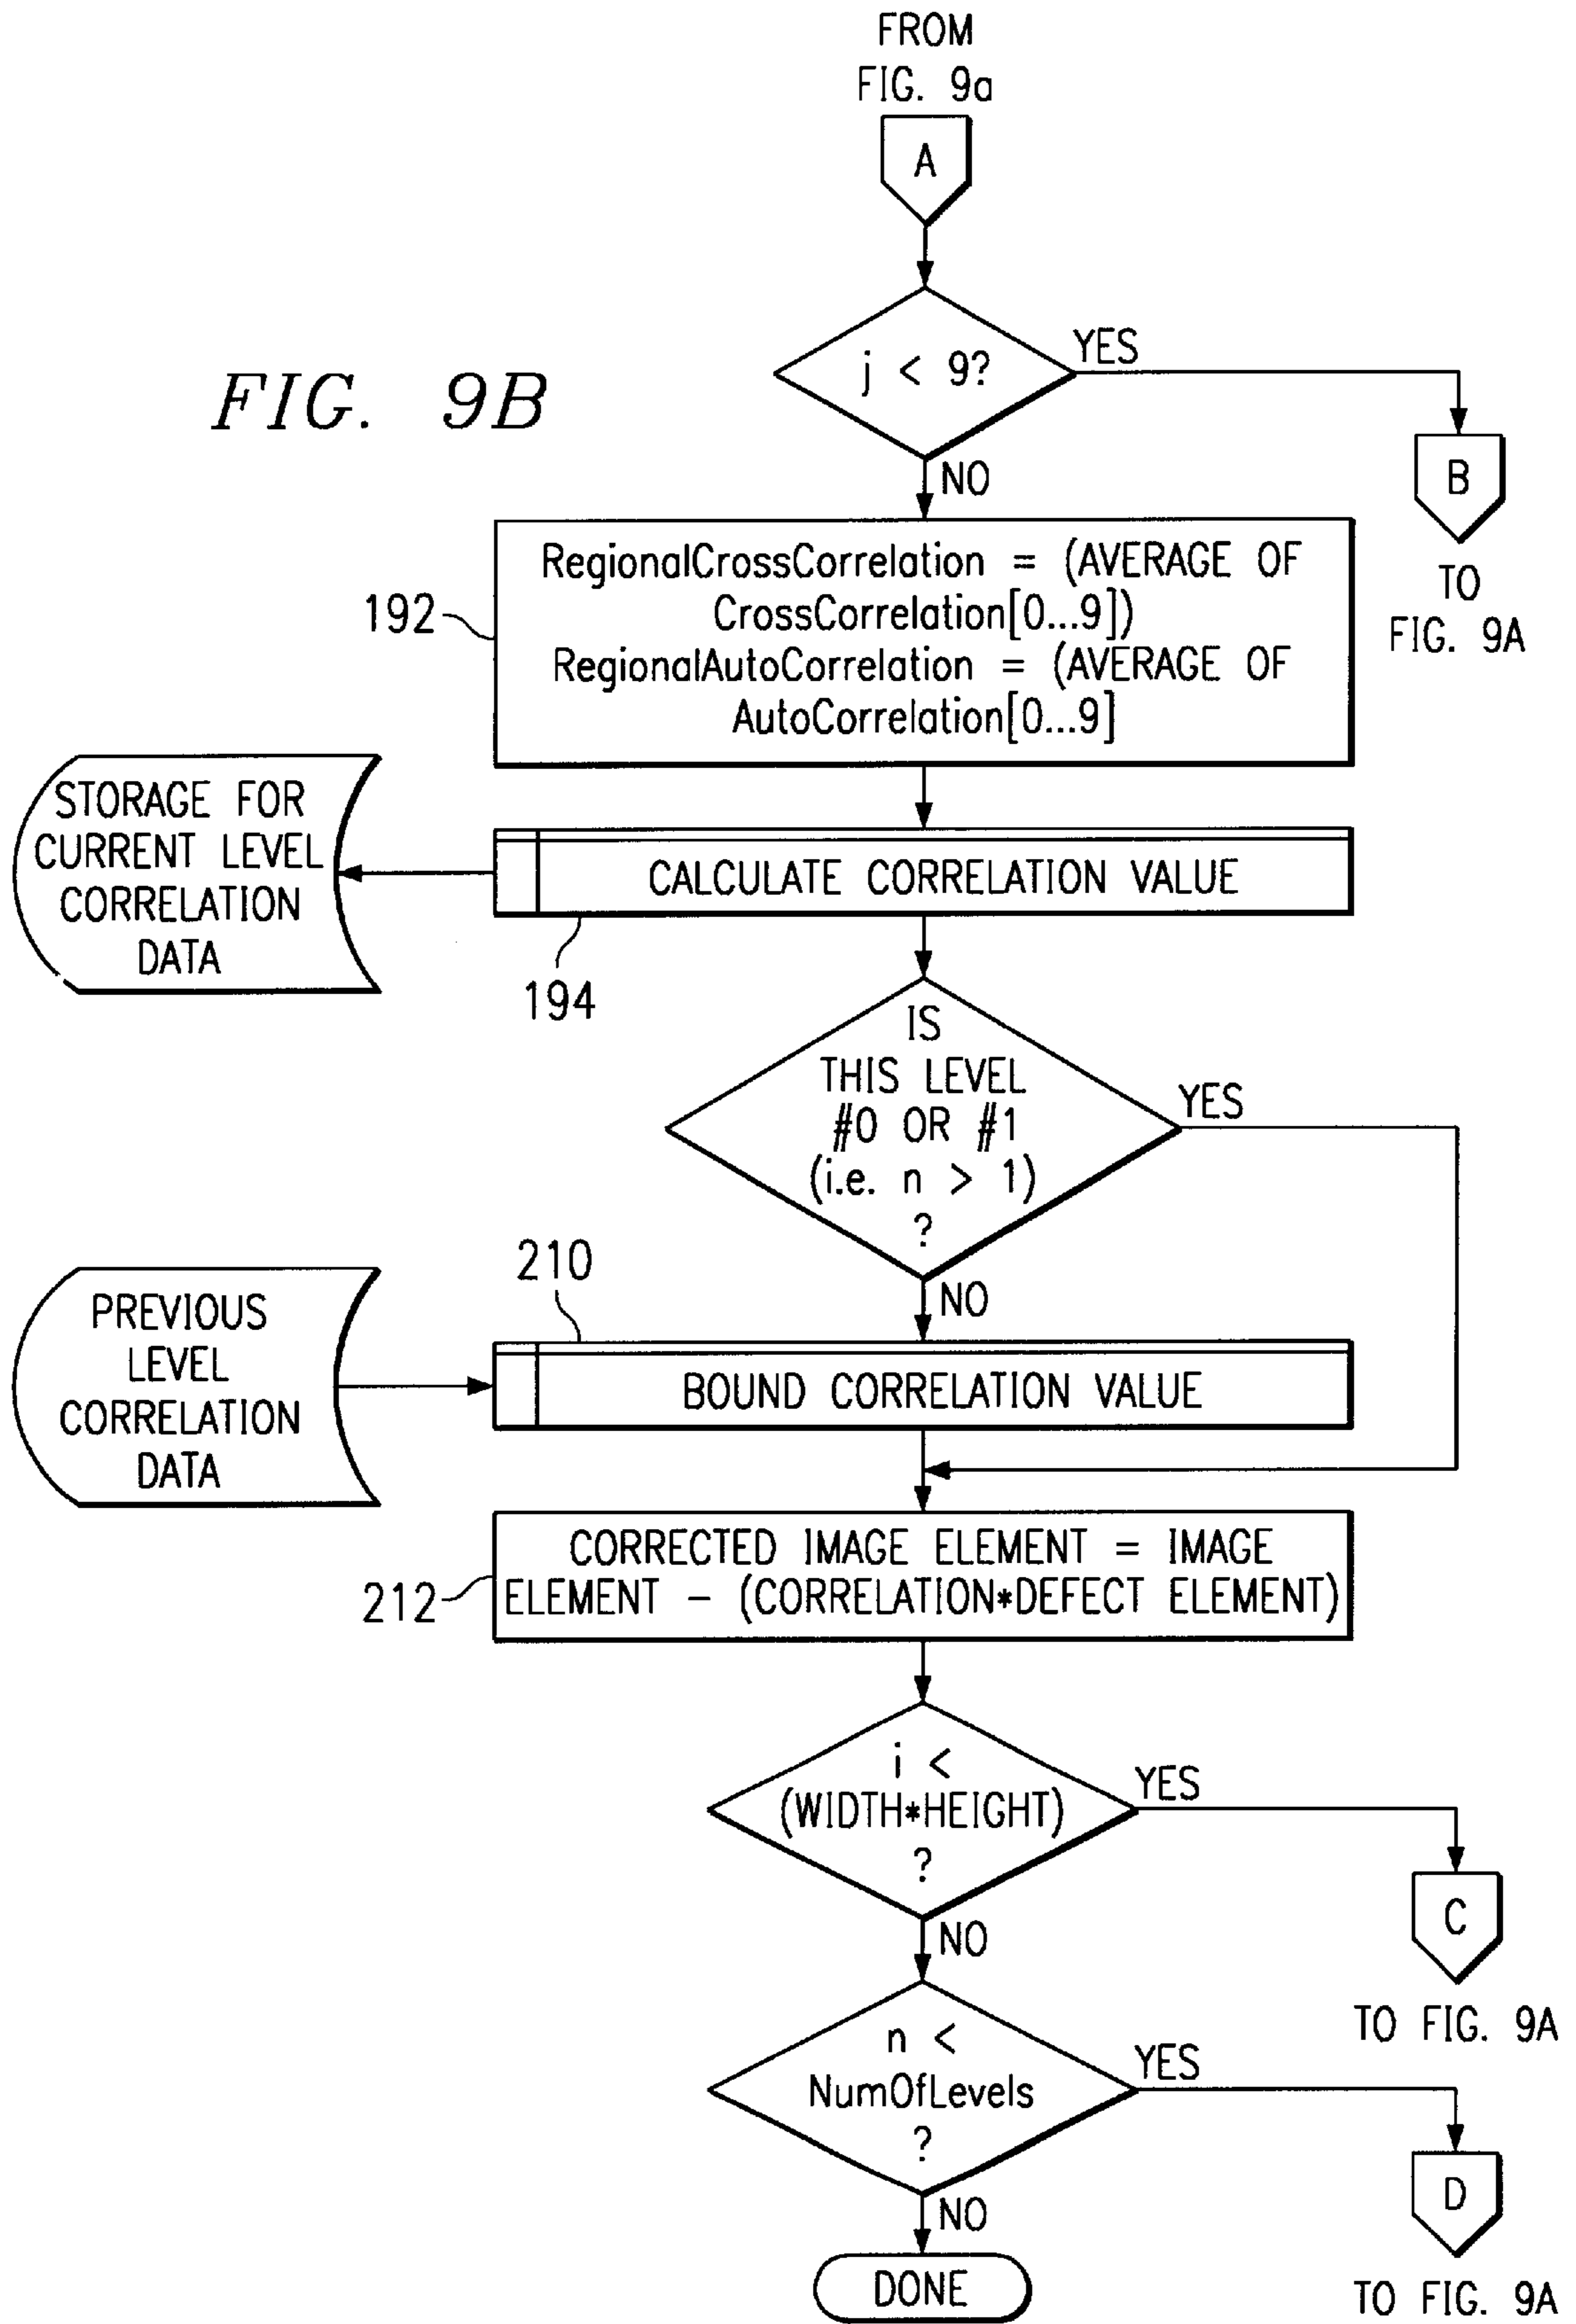 FROM
FIG. 9a
A
j < 9?
YES
FIG. 9B
B
NO
TO
FIG. 9A
RegionalCrossCorrelation = (AVERAGE OF
CrossCorrelation[0...9])
RegionalAutoCorrelation = (AVERAGE OF
AutoCorrelation[0...9]
192
STORAGE FOR
CURRENT LEVEL
CORRELATION
DATA
CALCULATE CORRELATION VALUE
194
IS
THIS LEVEL
#0 OR #1
(i.e. n > 1)
?
YES
NO
210
PREVIOUS
LEVEL
CORRELATION
DATA
BOUND CORRELATION VALUE
CORRECTED IMAGE ELEMENT = IMAGE
ELEMENT - (CORRELATION*DEFECT ELEMENT)
212
i <
(WIDTH*HEIGHT)
?
YES
C
NO
TO FIG. 9A
n <
NumOfLevels
?
YES
D
NO
TO FIG. 9A
DONE